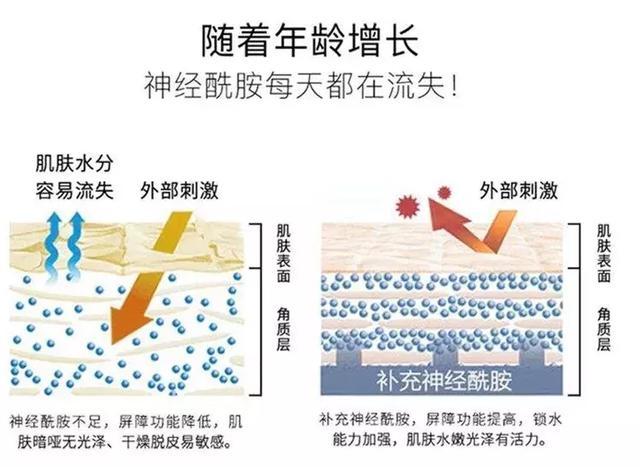 随着年龄增长
神经酰胺每天都在流失！
肌肤水分
容易流失
外部刺激
肌肤表面
角质层
神经酰胺不足，屏障功能降低，肌
肤暗哑无光泽、干燥脱皮易敏感。
外部刺激
肌肤表面
角质层
补充神经酰胺
补充神经酰胺，屏障功能提高，锁水
能力加强，肌肤水嫩光泽有活力。